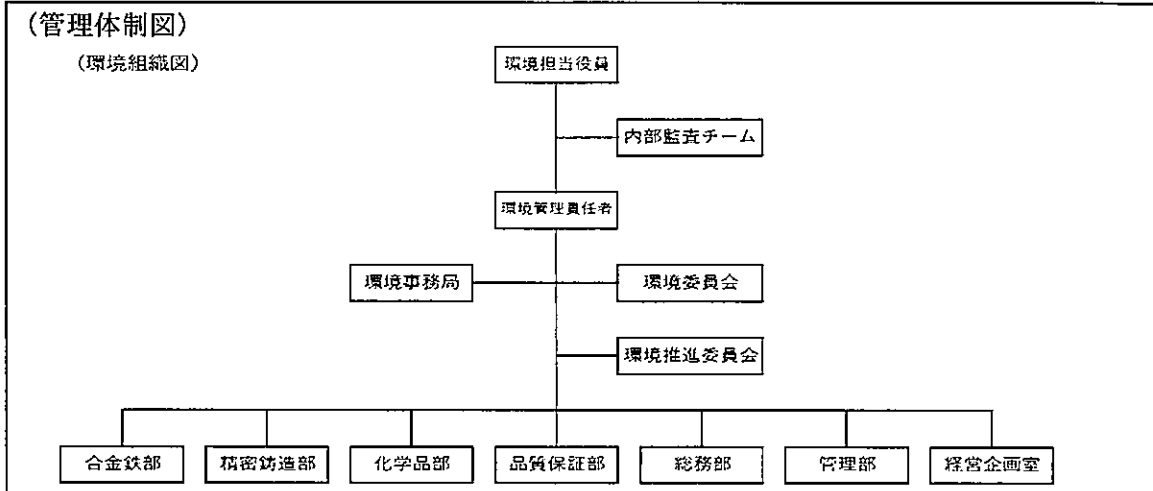 (管理体制図)
(環境組織図)
環境担当役員
内部監査チーム
環境管理責任者
環境事務局
環境委員会
環境推進委員会
合金鉄部
精密鋳造部
化学品部
品質保証部
総務部
管理部
経営企画室